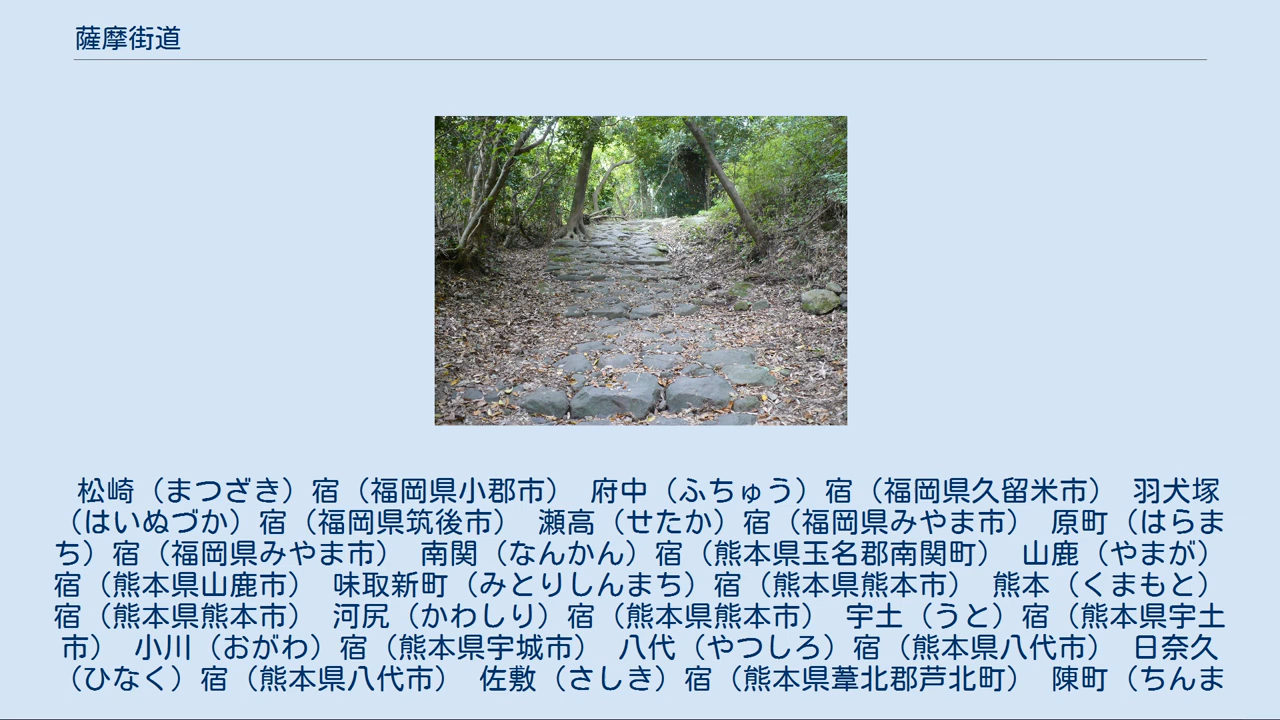 薩摩街道
松崎（まつざき）宿（福岡県小郡市）　府中（ふちゅう）宿（福岡県久留米市）　羽犬塚
（はいぬづか）宿（福岡県筑後市）　瀬高（せたか）宿（福岡県みやま市）　原町（はらま
ち）宿（福岡県みやま市）　南関（なんかん）宿（熊本県玉名郡南関町）　山鹿（やまが）
宿（熊本県山鹿市）　味取新町（みとりしんまち）宿（熊本県熊本市）　熊本（くまもと）
宿（熊本県熊本市）　河尻（かわしり）宿（熊本県熊本市）　宇土（うと）宿（熊本県宇土
市）　小川（おがわ）宿（熊本県宇城市）　八代（やつしろ）宿（熊本県八代市）　日奈久
（ひなく）宿（熊本県八代市）　佐敷（さしき）宿（熊本県葦北郡芦北町）　陳町（ちんま